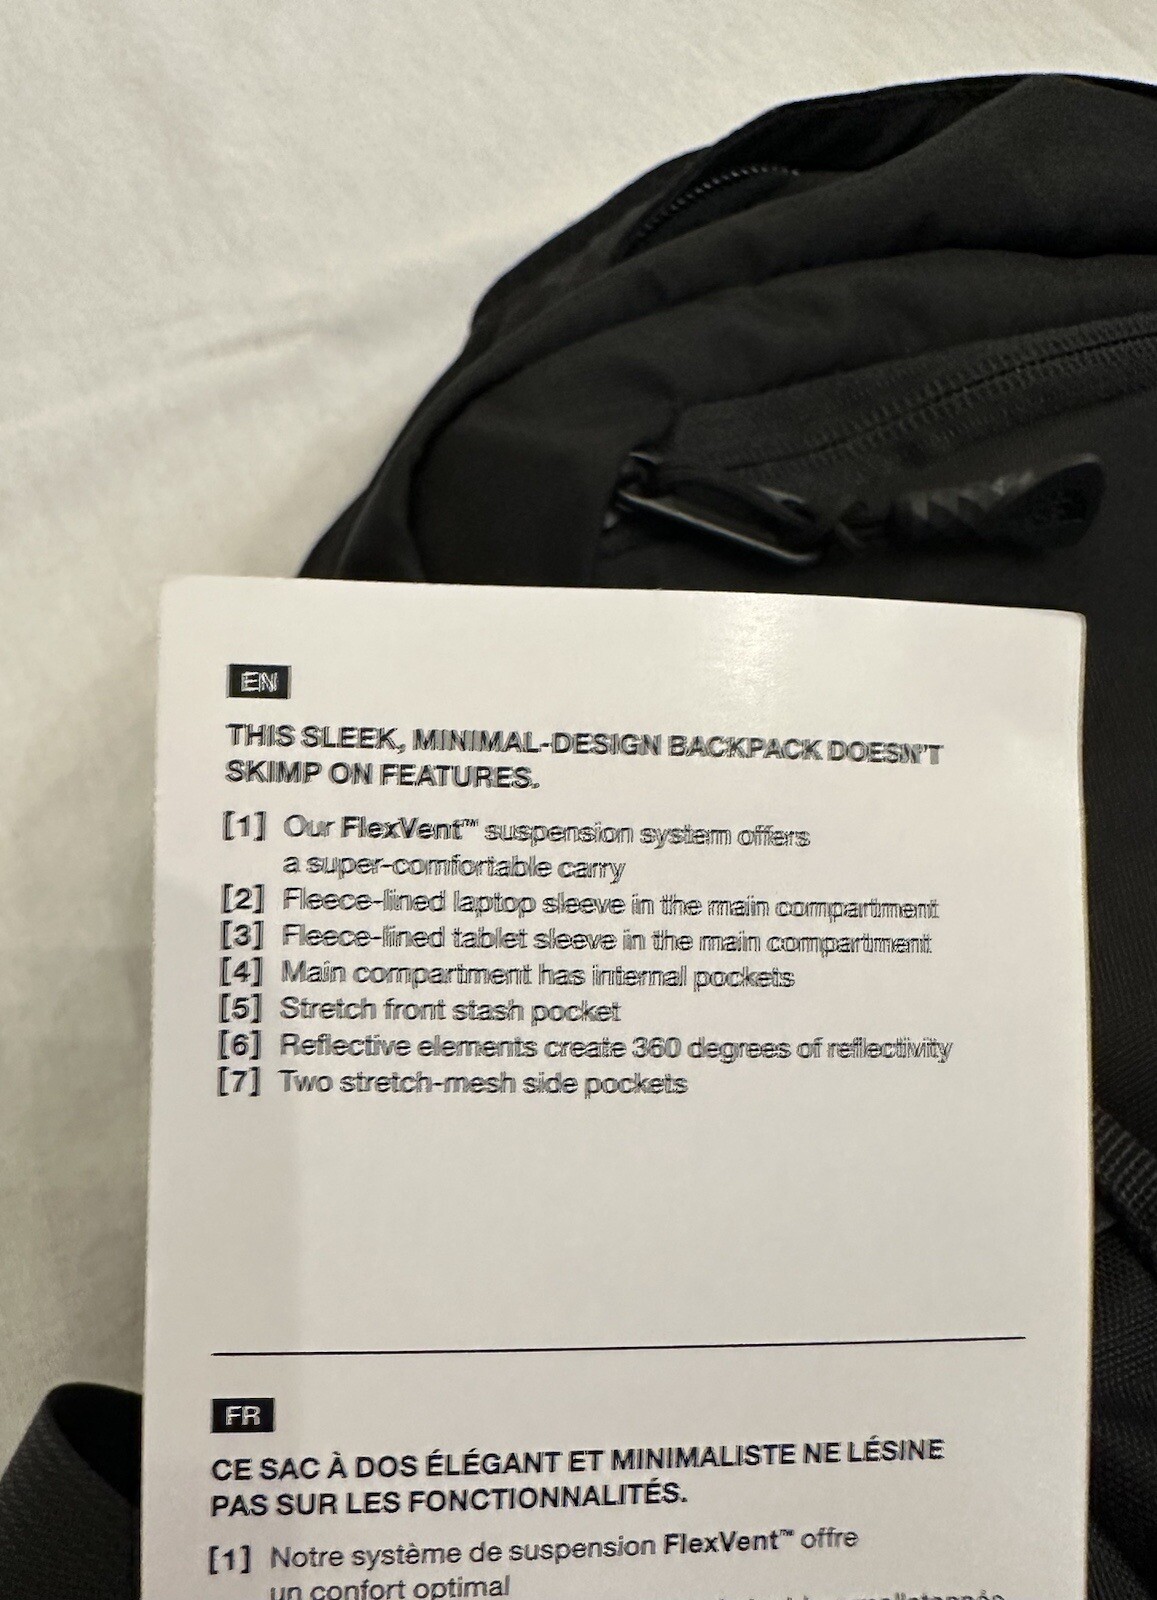 EN
THIS SLEEK, MINIMAL-DESIGN BACKPACK DOESN'T
SKIMP ON FEATURES.
[1] Our FlexVent™ suspension system offers
a super-comfortable carry
[2] Fleece-lined laptop sleeve in the main compartment
[3] Fleece-lined tablet sleeve in the main compartment
[4] Main compartment has internal pockets
[5] Stretch front stash pocket
[6] Reflective elements create 360 degrees of reflectivity
[7] Two stretch-mesh side pockets
FR
CE SAC À DOS ÉLÉGANT ET MINIMALISTE NE LÉSINE
PAS SUR LES FONCTIONNALITÉS.
[1] Notre système de suspension FlexVent™ offre
un confort optimal